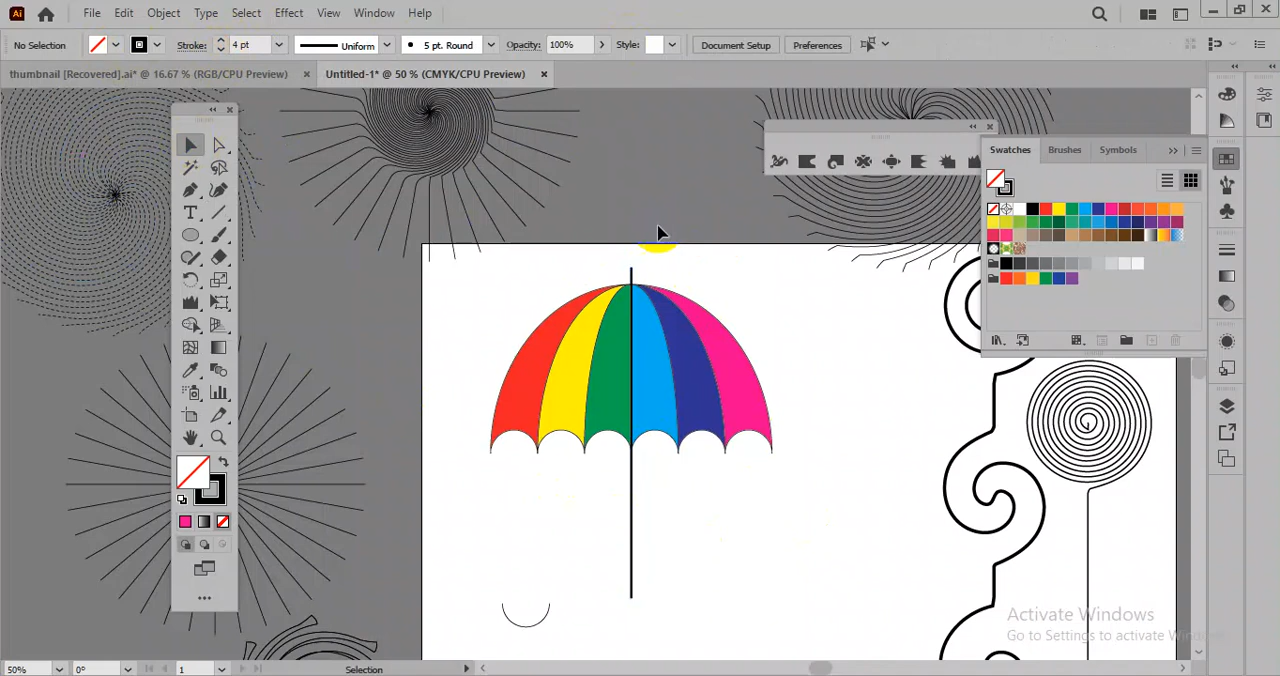 Ai File Edit Object Type Select Effect View Window Help
No Selection Stroke: 4 pt Uniform 5 pt. Round Opacity: 100% Style: Document Setup Preferences
thumbnail [Recovered].ai* @ 16.67 % (RGB/CPU Preview) × Untitled-1* @ 50 % (CMYK/CPU Preview) ×
Swatches Brushes Symbols
Activate Windows
Go to Settings to activate Wind
50% 0° 1 Selection